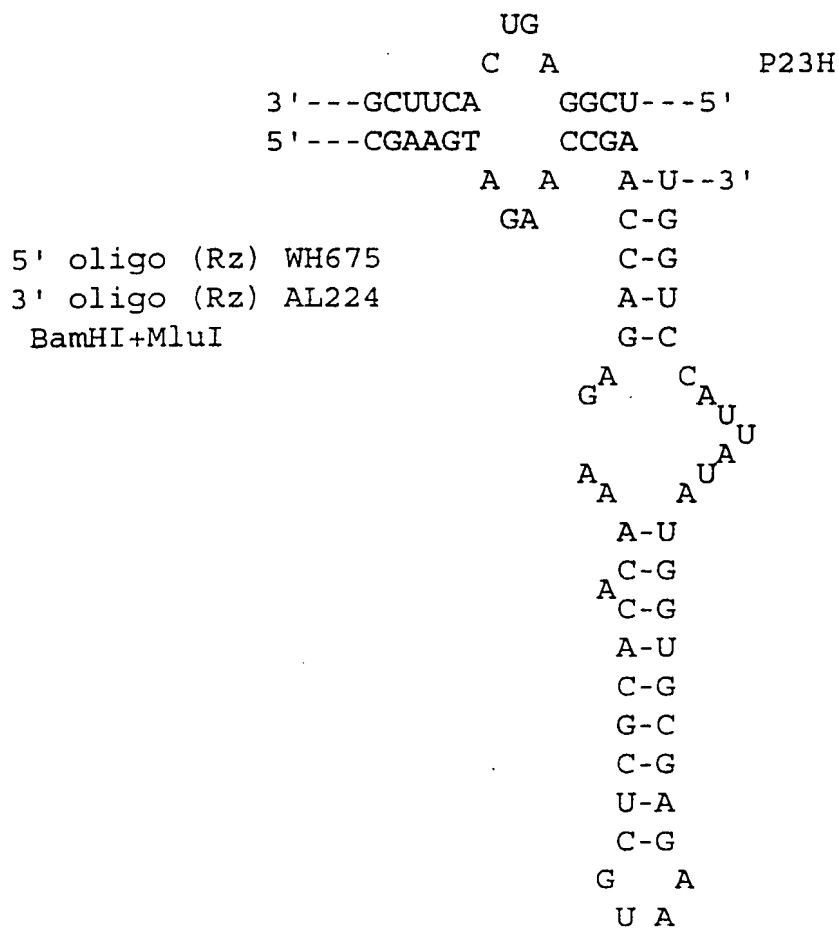 UG
C A P23H
3'---GCUUCA GGCU---5'
5'---CGAAGT CCGA
A A A-U--3'
GA C-G
5' oligo (Rz) WH675 C-G
3' oligo (Rz) AL224 A-U
BamHI+MluI G-C
G A C A U U
A A A U A
A-U
C-G
A C-G
A-U
C-G
G-C
C-G
U-A
C-G
G A
U A